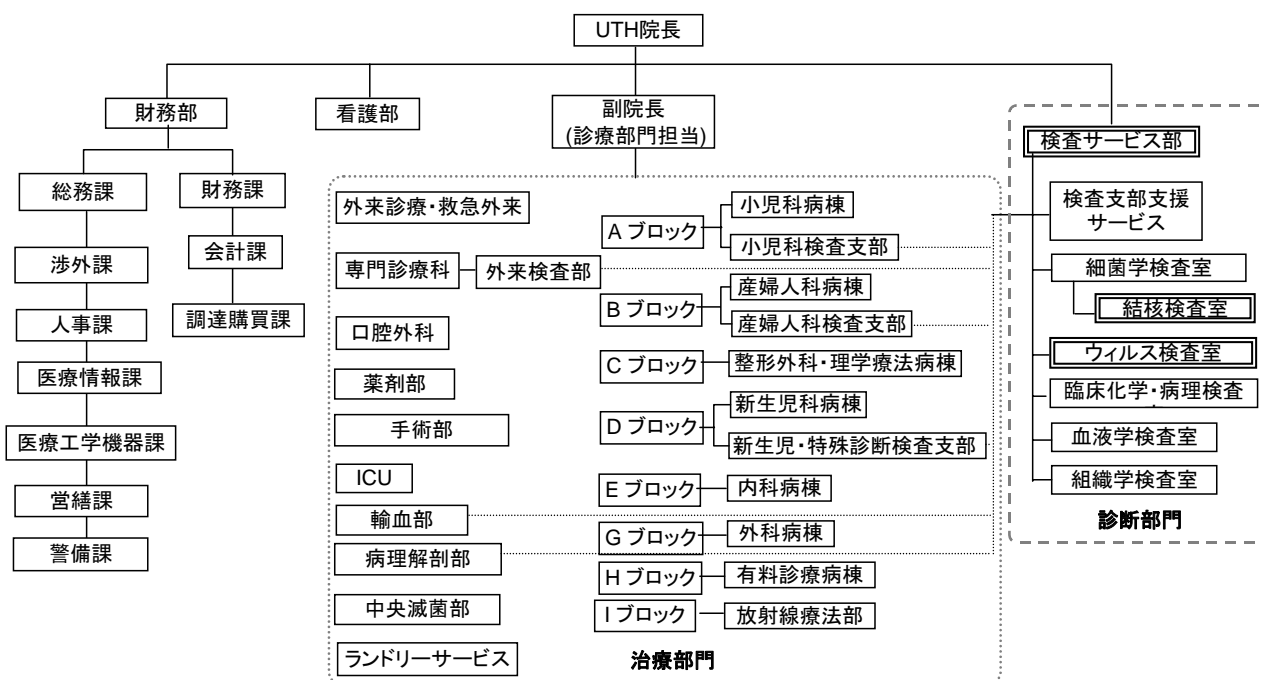 UTH院長
財務部
看護部
副院長
(診療部門担当)
検査サービス部
総務課
財務課
渉外課
会計課
人事課
調達購買課
医療情報課
医療工学機器課
営繕課
警備課
外来診療・救急外来
専門診療科
外来検査部
口腔外科
薬剤部
手術部
ICU
輸血部
病理解剖部
中央滅菌部
ランドリーサービス
A ブロック
小児科病棟
小児科検査支部
B ブロック
産婦人科病棟
産婦人科検査支部
C ブロック
整形外科・理学療法病棟
D ブロック
新生児科病棟
新生児・特殊診断検査支部
E ブロック
内科病棟
G ブロック
外科病棟
H ブロック
有料診療病棟
I ブロック
放射線療法部
治療部門
検査支部支援
サービス
細菌学検査室
結核検査室
ウィルス検査室
臨床化学・病理検査
血液学検査室
組織学検査室
診断部門